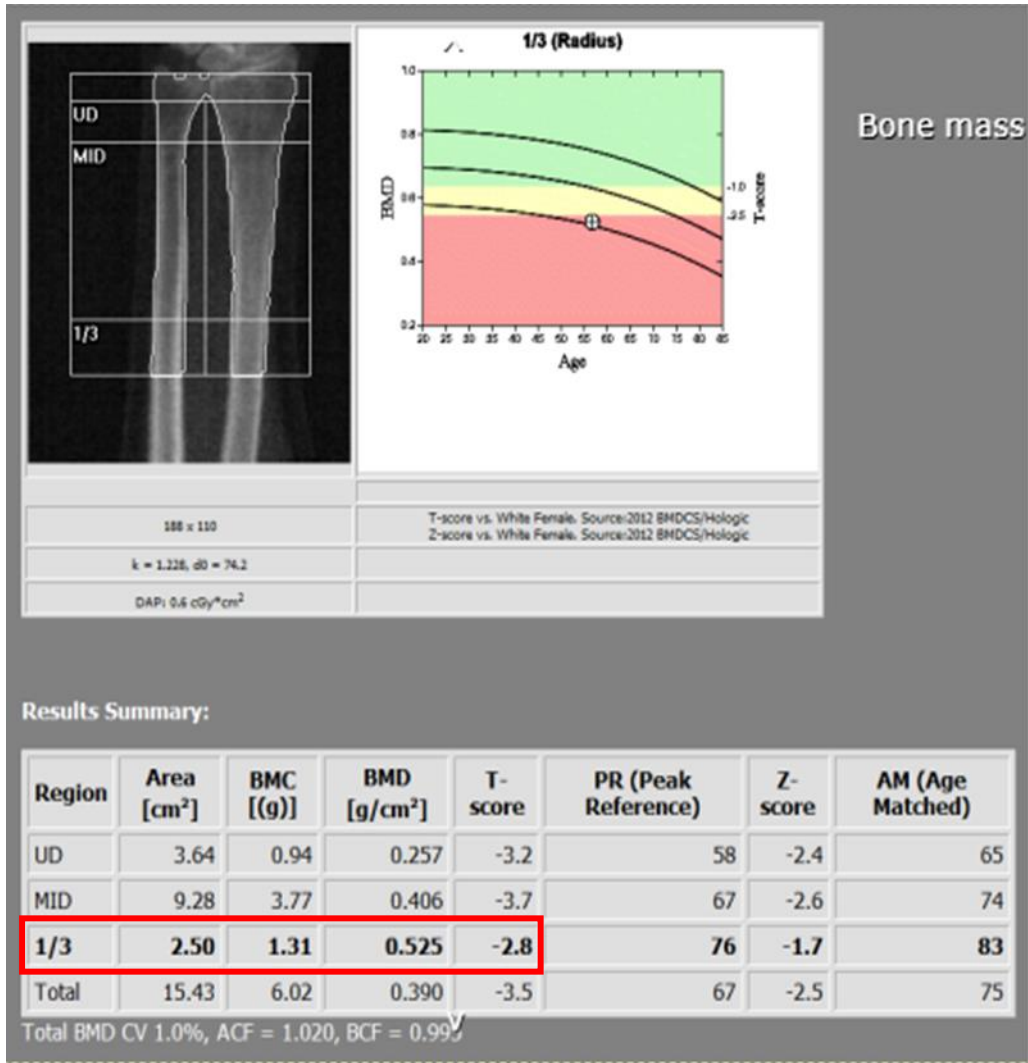 1/3 (Radius)
Bone mass
UD
MID
1/3
BMD
1.0
0.8
0.6
0.4
0.2
-1.0
-2.5
T-score
20 25 30 35 40 45 50 55 60 65 70 75 80 85
Age
188 x 110
T-score vs. White Female. Source:2012 BMDCS/Hologic
Z-score vs. White Female. Source:2012 BMDCS/Hologic
k = 1.228, d0 = 74.2
DAP: 0.6 cGy*cm²
Results Summary:
Region Area [cm²] BMC [(g)] BMD [g/cm²] T-score PR (Peak Reference) Z-score AM (Age Matched)
UD 3.64 0.94 0.257 -3.2 58 -2.4 65
MID 9.28 3.77 0.406 -3.7 67 -2.6 74
1/3 2.50 1.31 0.525 -2.8 76 -1.7 83
Total 15.43 6.02 0.390 -3.5 67 -2.5 75
Total BMD CV 1.0%, ACF = 1.020, BCF =